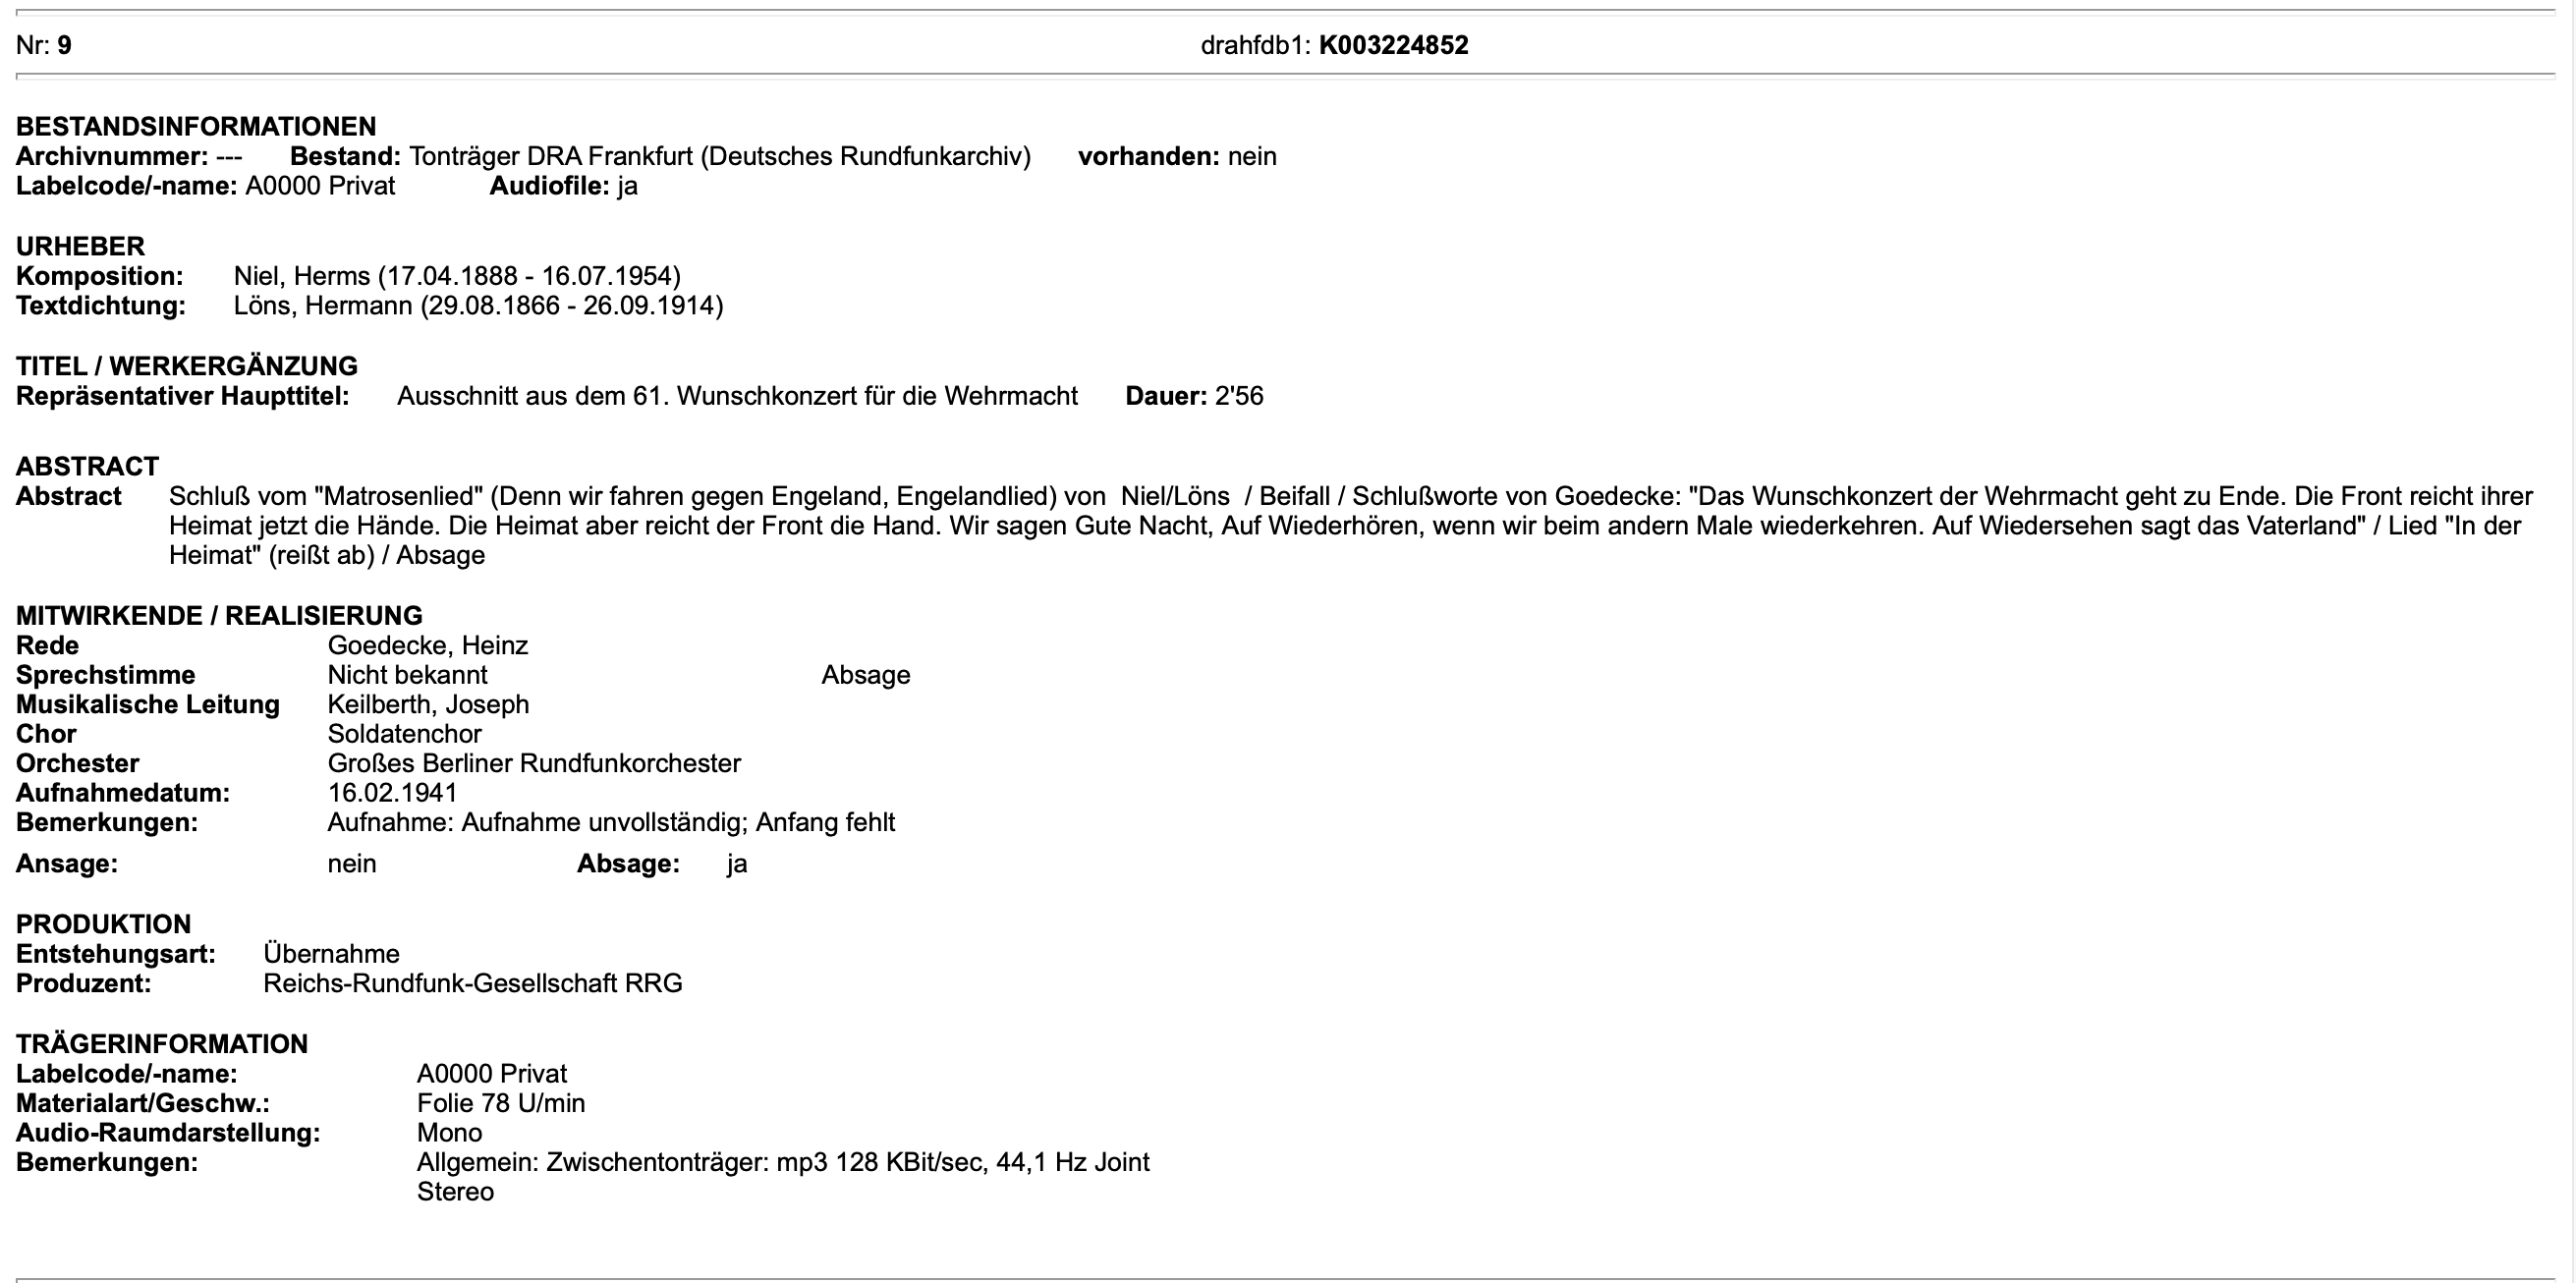 Nr: 9 drahfdb1: K003224852
BESTANDSINFORMATIONEN
Archivnummer: --- Bestand: Tonträger DRA Frankfurt (Deutsches Rundfunkarchiv) vorhanden: nein
Labelcode/-name: A0000 Privat Audiofile: ja
URHEBER
Komposition: Niel, Herms (17.04.1888 - 16.07.1954)
Textdichtung: Löns, Hermann (29.08.1866 - 26.09.1914)
TITEL / WERKERGÄNZUNG
Repräsentativer Haupttitel: Ausschnitt aus dem 61. Wunschkonzert für die Wehrmacht Dauer: 2'56
ABSTRACT
Abstract Schluß vom "Matrosenlied" (Denn wir fahren gegen Engeland, Engelandlied) von Niel/Löns / Beifall / Schlußworte von Goedecke: "Das Wunschkonzert der Wehrmacht geht zu Ende. Die Front reicht ihrer
Heimat jetzt die Hände. Die Heimat aber reicht der Front die Hand. Wir sagen Gute Nacht, Auf Wiederhören, wenn wir beim andern Male wiederkehren. Auf Wiedersehen sagt das Vaterland" / Lied "In der
Heimat" (reißt ab) / Absage
MITWIRKENDE / REALISIERUNG
Rede Goedecke, Heinz
Sprechstimme Nicht bekannt Absage
Musikalische Leitung Keilberth, Joseph
Chor Soldatenchor
Orchester Großes Berliner Rundfunkorchester
Aufnahmedatum: 16.02.1941
Bemerkungen: Aufnahme: Aufnahme unvollständig; Anfang fehlt
Ansage: nein Absage: ja
PRODUKTION
Entstehungsart: Übernahme
Produzent: Reichs-Rundfunk-Gesellschaft RRG
TRÄGERINFORMATION
Labelcode/-name: A0000 Privat
Materialart/Geschw.: Folie 78 U/min
Audio-Raumdarstellung: Mono
Bemerkungen: Allgemein: Zwischentonträger: mp3 128 KBit/sec, 44,1 Hz Joint
Stereo